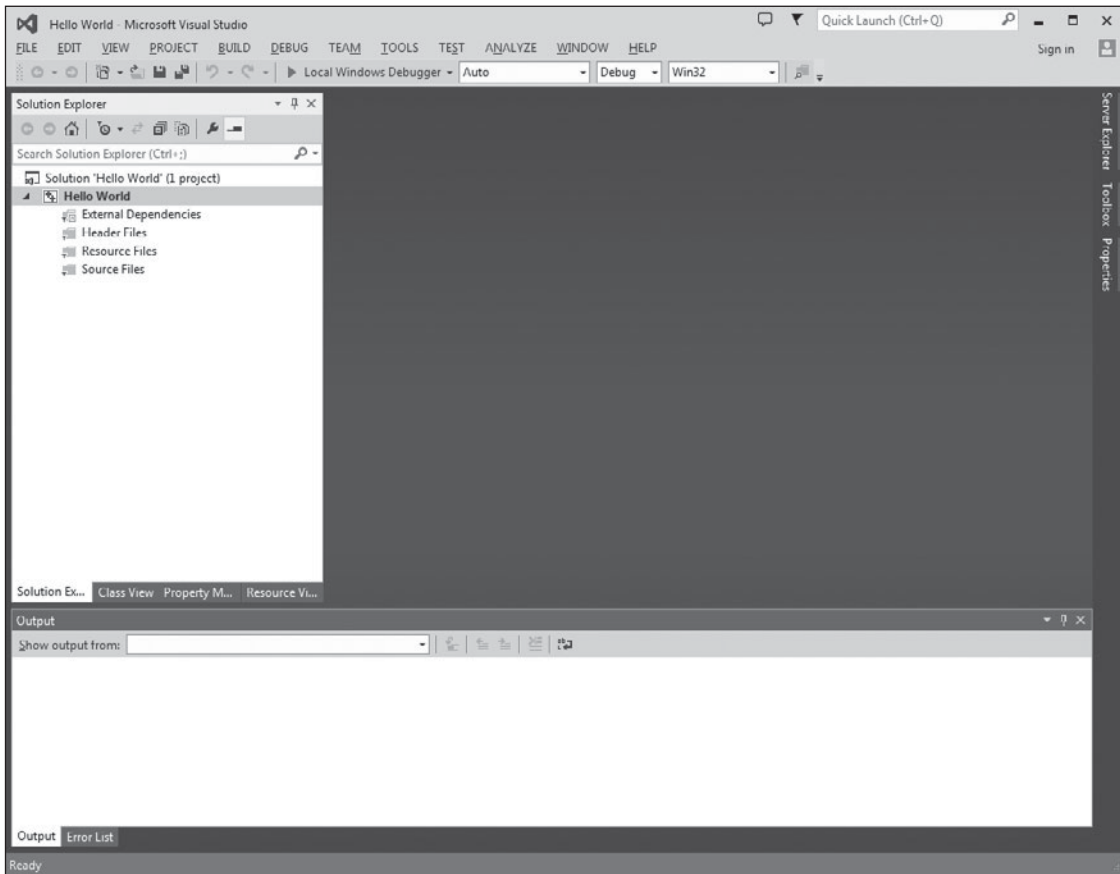 Hello World - Microsoft Visual Studio
Quick Launch (Ctrl+Q)
FILE EDIT VIEW PROJECT BUILD DEBUG TEAM TOOLS TEST ANALYZE WINDOW HELP
Sign in
Local Windows Debugger
Auto
Debug
Win32
Solution Explorer
Search Solution Explorer (Ctrl+;)
Solution 'Hello World' (1 project)
Hello World
External Dependencies
Header Files
Resource Files
Source Files
Solution Ex... Class View Property M... Resource Vi...
Server Explorer
Toolbox
Properties
Output
Show output from:
Output Error List
Ready